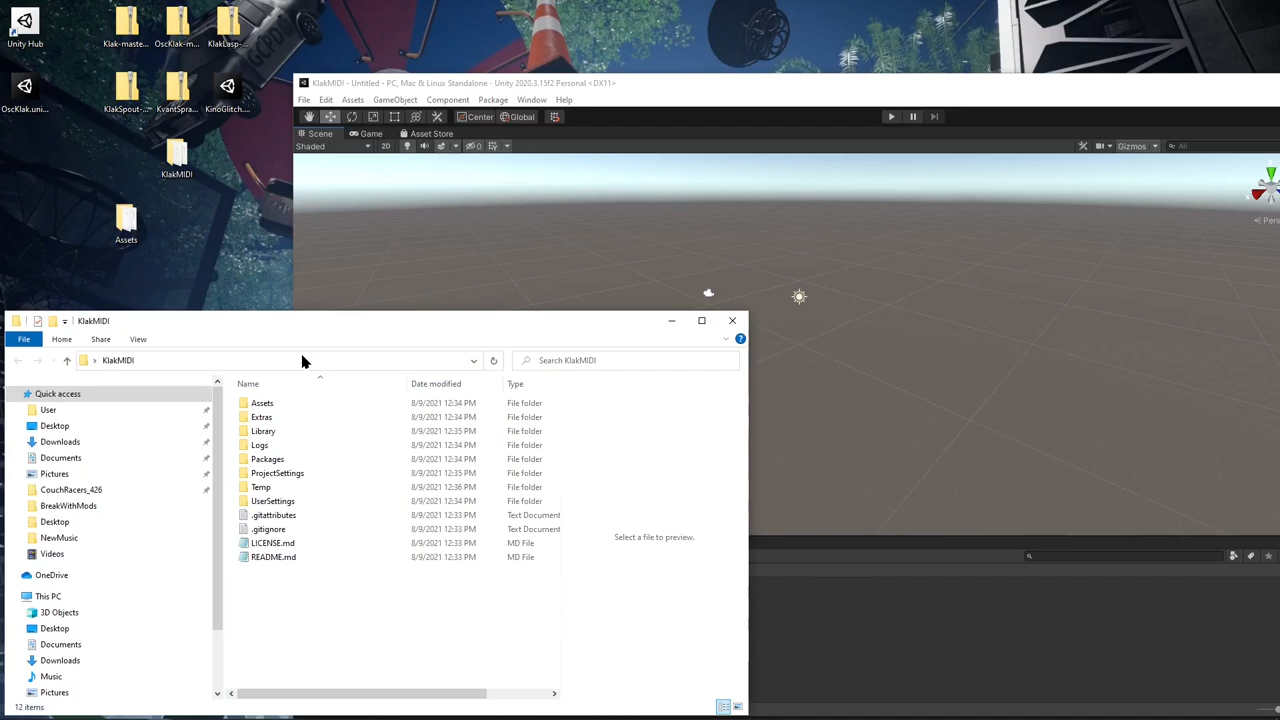 Unity Hub
Klak-master...
OscKlak-m...
KlakLasp-...
OscKlak.uni...
KlakSpout-...
KvantSpra...
KinoGlitch....
KlakMIDI
Assets
KlakMIDI - Untitled - PC, Mac & Linux Standalone - Unity 2020.3.15f2 Personal <DX11>
File Edit Assets GameObject Component Package Window Help
Center Global
Scene Game Asset Store
Shaded 2D 0 Gizmos All
Pers
KlakMIDI
File Home Share View
KlakMIDI
Search KlakMIDI
Name Date modified Type
Quick access
User
Desktop
Downloads
Documents
Pictures
CouchRacers_426
BreakWithMods
Desktop
NewMusic
Videos
OneDrive
This PC
3D Objects
Desktop
Documents
Downloads
Music
Pictures
Assets 8/9/2021 12:34 PM File folder
Extras 8/9/2021 12:34 PM File folder
Library 8/9/2021 12:35 PM File folder
Logs 8/9/2021 12:34 PM File folder
Packages 8/9/2021 12:34 PM File folder
ProjectSettings 8/9/2021 12:35 PM File folder
Temp 8/9/2021 12:36 PM File folder
UserSettings 8/9/2021 12:34 PM File folder
.gitattributes 8/9/2021 12:33 PM Text Document
.gitignore 8/9/2021 12:33 PM Text Document
LICENSE.md 8/9/2021 12:33 PM MD File
README.md 8/9/2021 12:33 PM MD File
Select a file to preview.
12 items